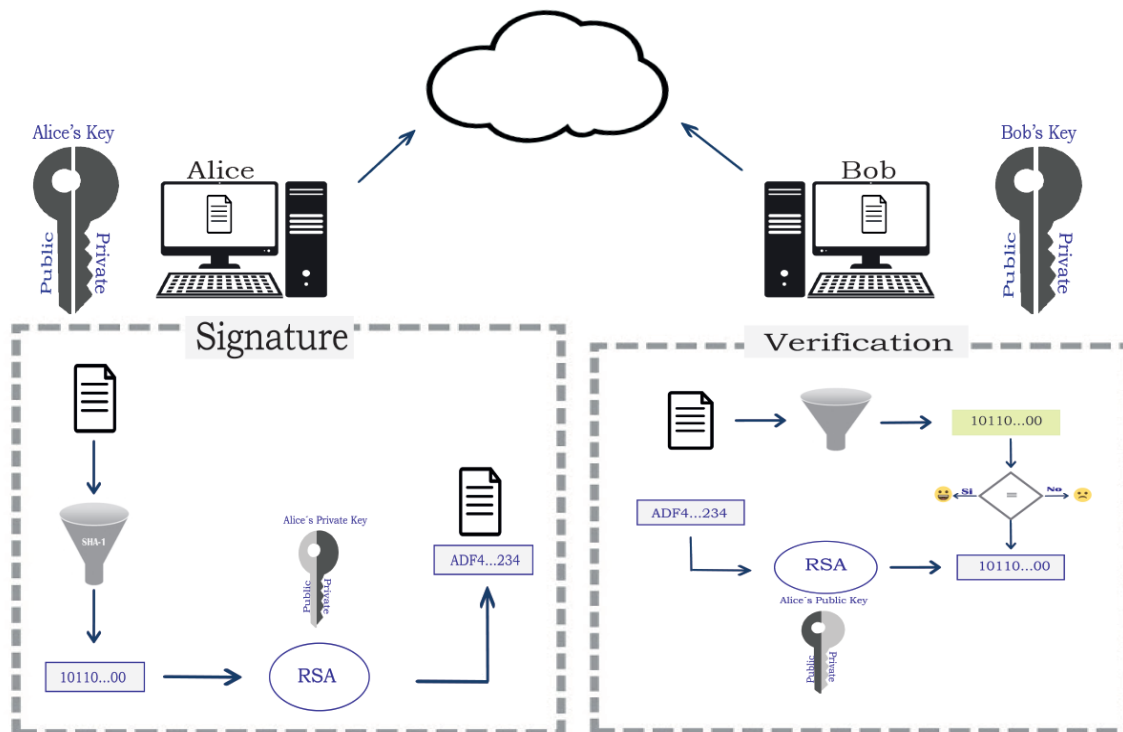 Alice's Key
Public
Private
Alice
Bob
Bob's Key
Public
Private
Signature
SHA-1
10110...00
Alice´s Private Key
Public
Private
RSA
ADF4...234
Verification
10110...00
Si
=
No
ADF4...234
RSA
10110...00
Alice´s Public Key
Public
Private